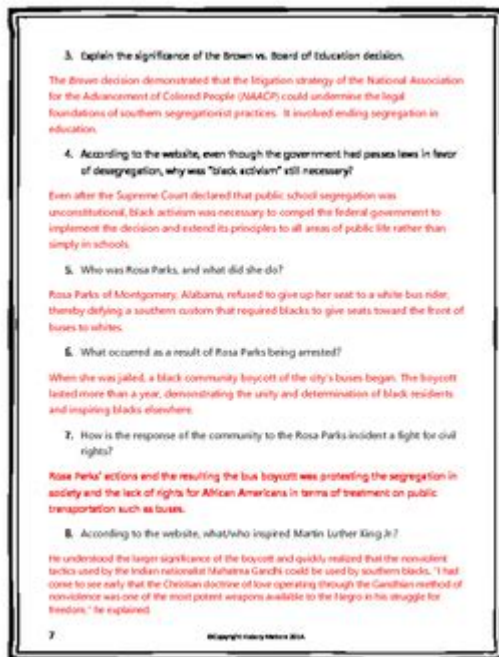 3. Explain the significance of the Brown vs. Board of Education decision.
The Brown decision demonstrated that the litigation strategy of the National Association
for the Advancement of Colored People (NAACP) could undermine the legal
foundations of southern segregationist practices. It involved ending segregation in
education.
4. According to the website, even though the government had passes laws in favor
of desegregation, why was "black activism" still necessary?
Even after the Supreme Court declared that public school segregation was
unconstitutional, black activism was necessary to compel the federal government to
implement the decision and extend its principles to all areas of public life rather than
simply in schools.
5. Who was Rosa Parks, and what did she do?
Rosa Parks of Montgomery, Alabama, refused to give up her seat to a white bus rider,
thereby defying a southern custom that required blacks to give seats toward the front of
buses to whites.
6. What occurred as a result of Rosa Parks being arrested?
When she was jailed, a black community boycott of the city's buses began. The boycott
lasted more than a year, demonstrating the unity and determination of black residents
and inspiring blacks elsewhere.
7. How is the response of the community to the Rosa Parks incident a fight for civil
rights?
Rosa Parks' actions and the resulting the bus boycott was protesting the segregation in
society and the lack of rights for African Americans in terms of treatment on public
transportation such as buses.
8. According to the website, what/who inspired Martin Luther King Jr?
He understood the larger significance of the boycott and quickly realized that the nonviolent
tactics used by the Indian nationalist Mahatma Gandhi could be used by southern blacks. "I had
come to see early that the Christian doctrine of love operating through the Gandhian method of
nonviolence was one of the most potent weapons available to the Negro in his struggle for
freedom," he explained.
7
©Copyright History Matters